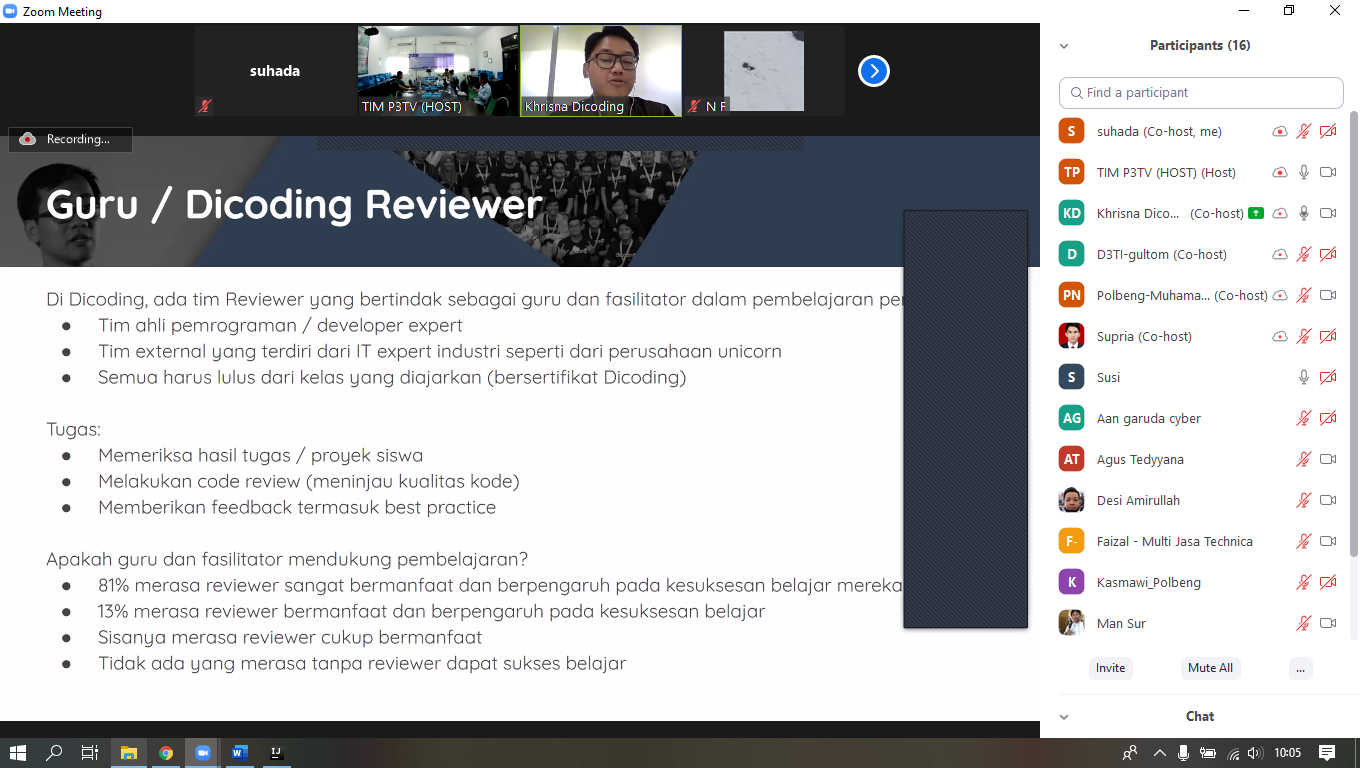 Zoom Meeting
suhada
TIM P3TV (HOST)
Khrisna Dicoding
N F
Recording...
Guru / Dicoding Reviewer
Di Dicoding, ada tim Reviewer yang bertindak sebagai guru dan fasilitator dalam pembelajaran
● Tim ahli pemrograman / developer expert
● Tim external yang terdiri dari IT expert industri seperti dari perusahaan unicorn
● Semua harus lulus dari kelas yang diajarkan (bersertifikat Dicoding)
Tugas:
● Memeriksa hasil tugas / proyek siswa
● Melakukan code review (meninjau kualitas kode)
● Memberikan feedback termasuk best practice
Apakah guru dan fasilitator mendukung pembelajaran?
● 81% merasa reviewer sangat bermanfaat dan berpengaruh pada kesuksesan belajar mereka
● 13% merasa reviewer bermanfaat dan berpengaruh pada kesuksesan belajar
● Sisanya merasa reviewer cukup bermanfaat
● Tidak ada yang merasa tanpa reviewer dapat sukses belajar
Participants (16)
Find a participant
S suhada (Co-host, me)
TP TIM P3TV (HOST) (Host)
KD Khrisna Dico... (Co-host)
D D3TI-gultom (Co-host)
PN Polbeng-Muhama... (Co-host)
Supria (Co-host)
S Susi
AG Aan garuda cyber
AT Agus Tedyyana
Desi Amirullah
F- Faizal - Multi Jasa Technica
K Kasmawi_Polbeng
Man Sur
Invite Mute All ...
Chat
10:05